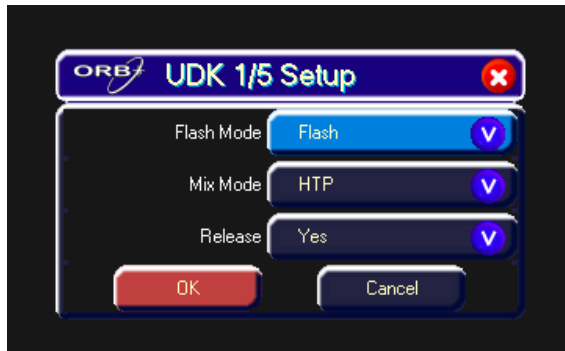 ORB UDK 1/5 Setup
Flash Mode Flash
Mix Mode HTP
Release Yes
OK Cancel